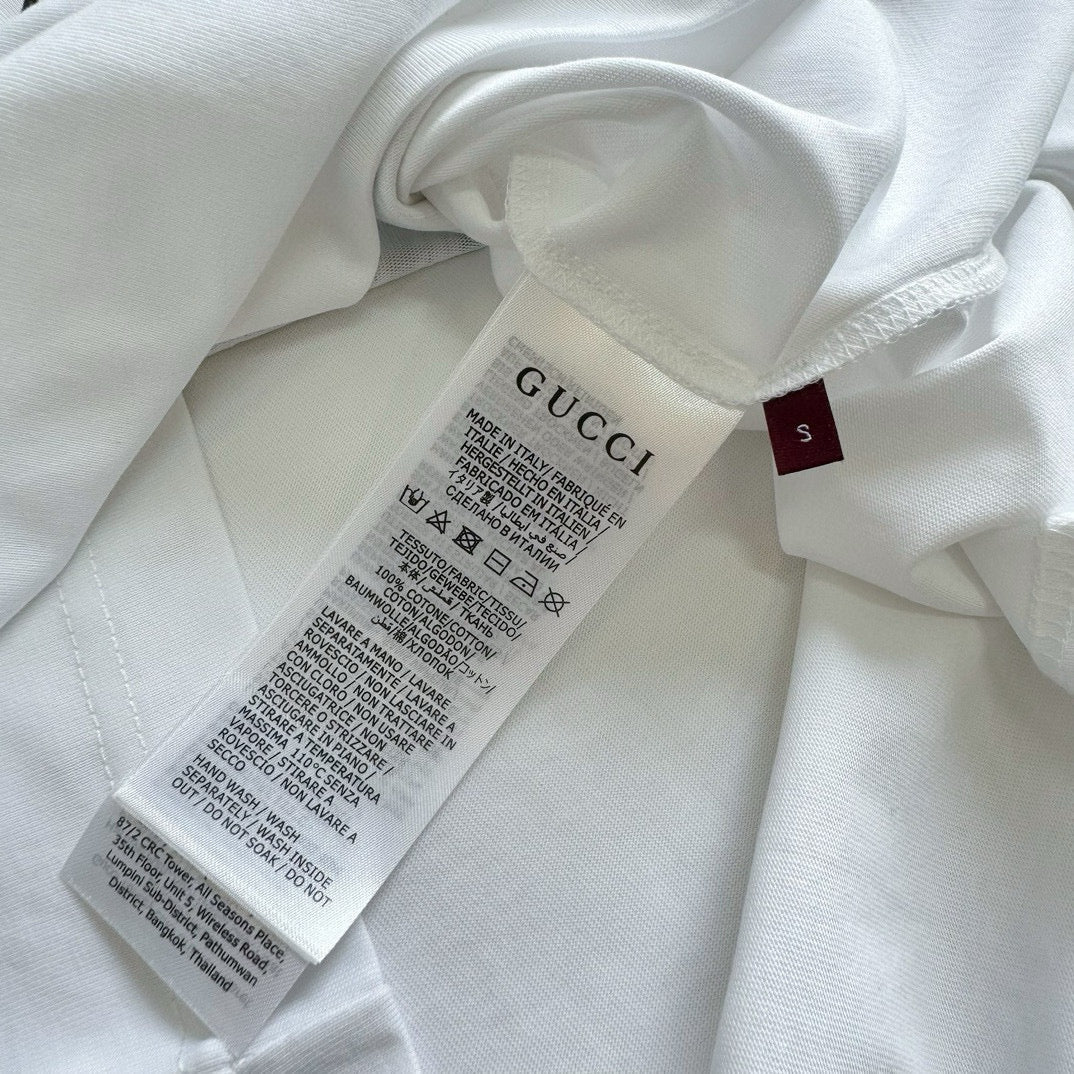 GUCCI
MADE IN ITALY/ FABRIQUÉ EN
ITALIE / HECHO EN ITALIA /
HERGESTELLT IN ITALIEN /
FABRICADO EM ITALIA /
イタリア製 / صنع في ايطاليا /
СДЕЛАНО В ИТАЛИИ
TESSUTO/FABRIC/TISSU/
TEJIDO/GEWEBE/TECIDO/
本体 / قطني / ТКАНЬ
100% COTONE/COTTON/
COTON/ALGODON/
BAUMWOLLE/ALGODÃO/コットン/
قطن/棉/ХЛОПОК
LAVARE A MANO / LAVARE
SEPARATAMENTE / LAVARE A
ROVESCIO / NON LASCIARE IN
AMMOLLO / NON TRATTARE
CON CLORO / NON USARE
ASCIUGATRICE / NON
TORCERE O STRIZZARE /
ASCIUGARE IN PIANO /
STIRARE A TEMPERATURA
MASSIMA 110°C SENZA
VAPORE / STIRARE A
ROVESCIO / NON LAVARE A
SECCO
HAND WASH / WASH
SEPARATELY / WASH INSIDE
OUT / DO NOT SOAK / DO NOT
87/2 CRC Tower, All Seasons Place,
35th Floor, Unit 5, Wireless Road,
Lumpini Sub-District, Pathumwan
District, Bangkok, Thailand
S